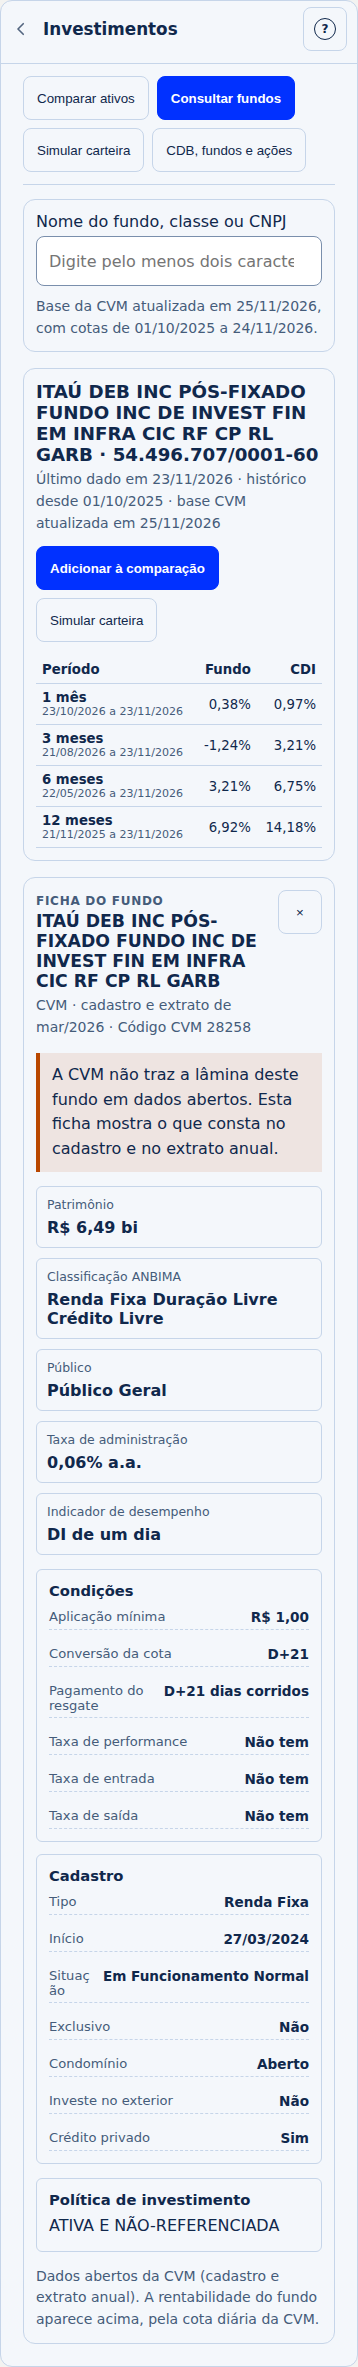 Investimentos
?
Comparar ativos
Consultar fundos
Simular carteira
CDB, fundos e ações
Nome do fundo, classe ou CNPJ
Digite pelo menos dois caracte
Base da CVM atualizada em 25/11/2026,
com cotas de 01/10/2025 a 24/11/2026.
ITAÚ DEB INC PÓS-FIXADO
FUNDO INC DE INVEST FIN
EM INFRA CIC RF CP RL
GARB · 54.496.707/0001-60
Último dado em 23/11/2026 · histórico
desde 01/10/2025 · base CVM
atualizada em 25/11/2026
Adicionar à comparação
Simular carteira
Período Fundo CDI
1 mês
23/10/2026 a 23/11/2026 0,38% 0,97%
3 meses
21/08/2026 a 23/11/2026 -1,24% 3,21%
6 meses
22/05/2026 a 23/11/2026 3,21% 6,75%
12 meses
21/11/2025 a 23/11/2026 6,92% 14,18%
FICHA DO FUNDO
×
ITAÚ DEB INC PÓS-
FIXADO FUNDO INC DE
INVEST FIN EM INFRA
CIC RF CP RL GARB
CVM · cadastro e extrato de
mar/2026 · Código CVM 28258
A CVM não traz a lâmina deste
fundo em dados abertos. Esta
ficha mostra o que consta no
cadastro e no extrato anual.
Patrimônio
R$ 6,49 bi
Classificação ANBIMA
Renda Fixa Duração Livre
Crédito Livre
Público
Público Geral
Taxa de administração
0,06% a.a.
Indicador de desempenho
DI de um dia
Condições
Aplicação mínima R$ 1,00
Conversão da cota D+21
Pagamento do D+21 dias corridos
resgate
Taxa de performance Não tem
Taxa de entrada Não tem
Taxa de saída Não tem
Cadastro
Tipo Renda Fixa
Início 27/03/2024
Situaç Em Funcionamento Normal
ão
Exclusivo Não
Condomínio Aberto
Investe no exterior Não
Crédito privado Sim
Política de investimento
ATIVA E NÃO-REFERENCIADA
Dados abertos da CVM (cadastro e
extrato anual). A rentabilidade do fundo
aparece acima, pela cota diária da CVM.